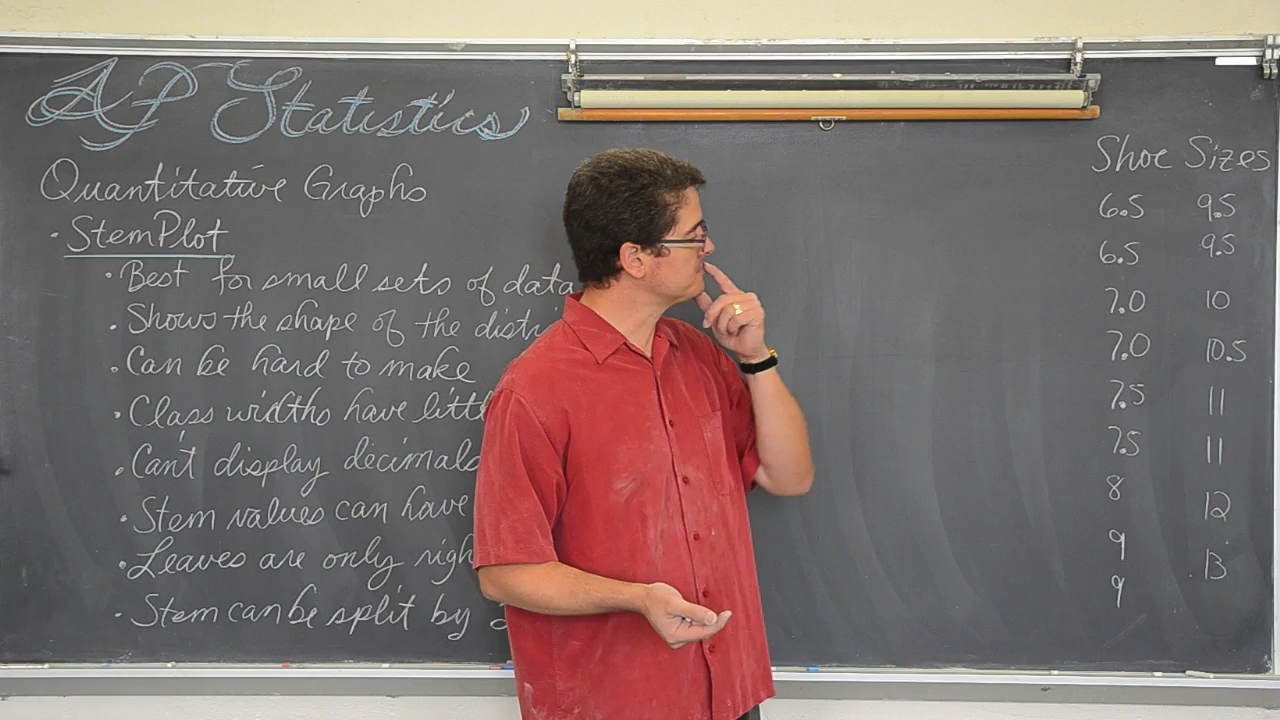 AP Statistics
Quantitative Graphs
• StemPlot
• Best for small sets of data
• Shows the shape of the
• Can be hard to make
• Class widths have
• Can't display decimals
• Stem values can have
• Leaves are only
• Stem can be split by
Shoe Sizes
6.5 9.5
6.5 9.5
7.0 10
7.0 10.5
7.5 11
7.5 11
8 12
9 13
9